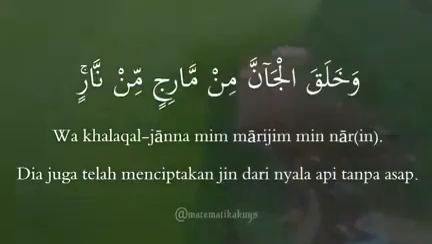 وَخَلَقَ الْجَاۤنَّ مِنْ مَّارِجٍ مِّنْ نَّارٍۚ
Wa khalaqal-jānna mim mārijim min nār(in).
Dia juga telah menciptakan jin dari nyala api tanpa asap.
@matematikakuys